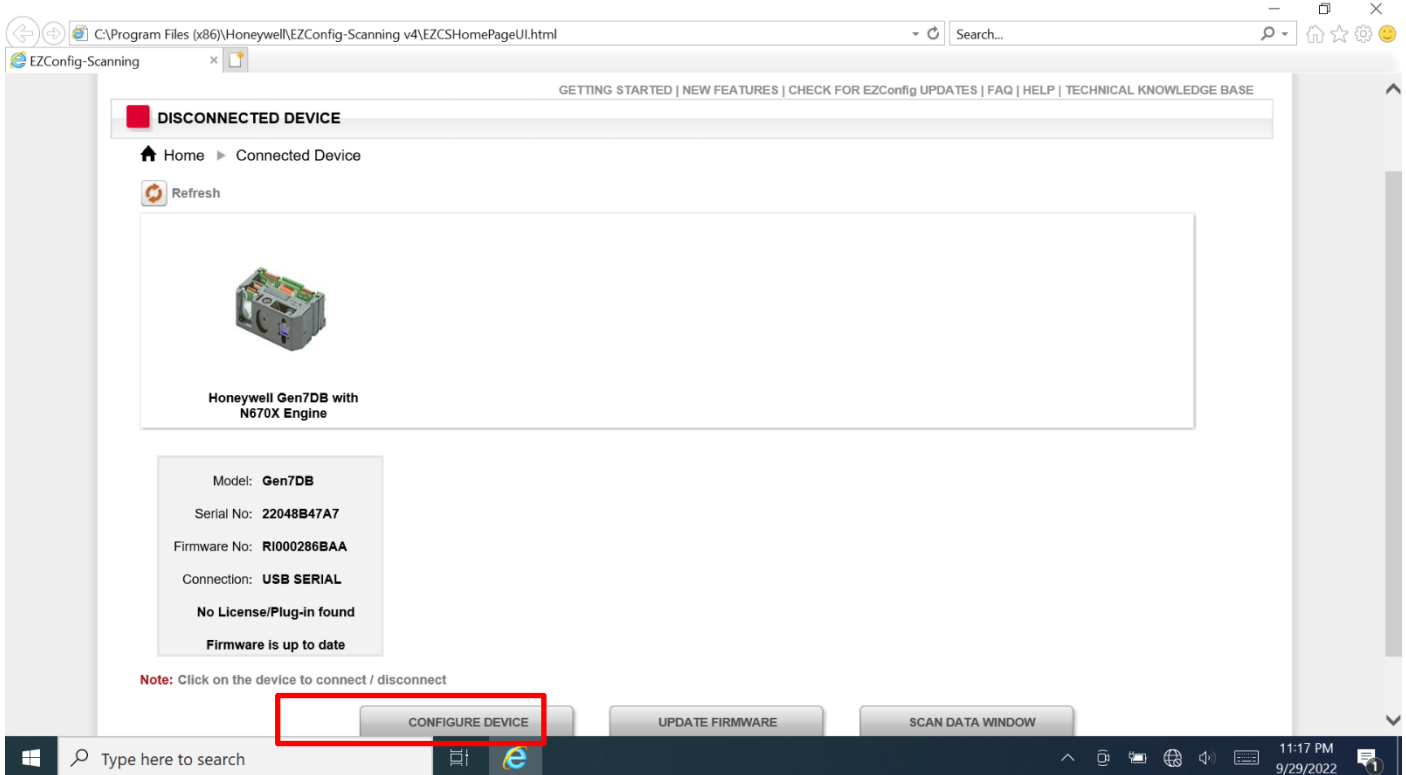 C:\Program Files (x86)\Honeywell\EZConfig-Scanning v4\EZCSHomePageUI.html
Search...
EZConfig-Scanning
GETTING STARTED | NEW FEATURES | CHECK FOR EZConfig UPDATES | FAQ | HELP | TECHNICAL KNOWLEDGE BASE
DISCONNECTED DEVICE
Home ▶ Connected Device
Refresh
Honeywell Gen7DB with
N670X Engine
Model: Gen7DB
Serial No: 22048B47A7
Firmware No: RI000286BAA
Connection: USB SERIAL
No License/Plug-in found
Firmware is up to date
Note: Click on the device to connect / disconnect
CONFIGURE DEVICE
UPDATE FIRMWARE
SCAN DATA WINDOW
Type here to search
11:17 PM
9/29/2022
1